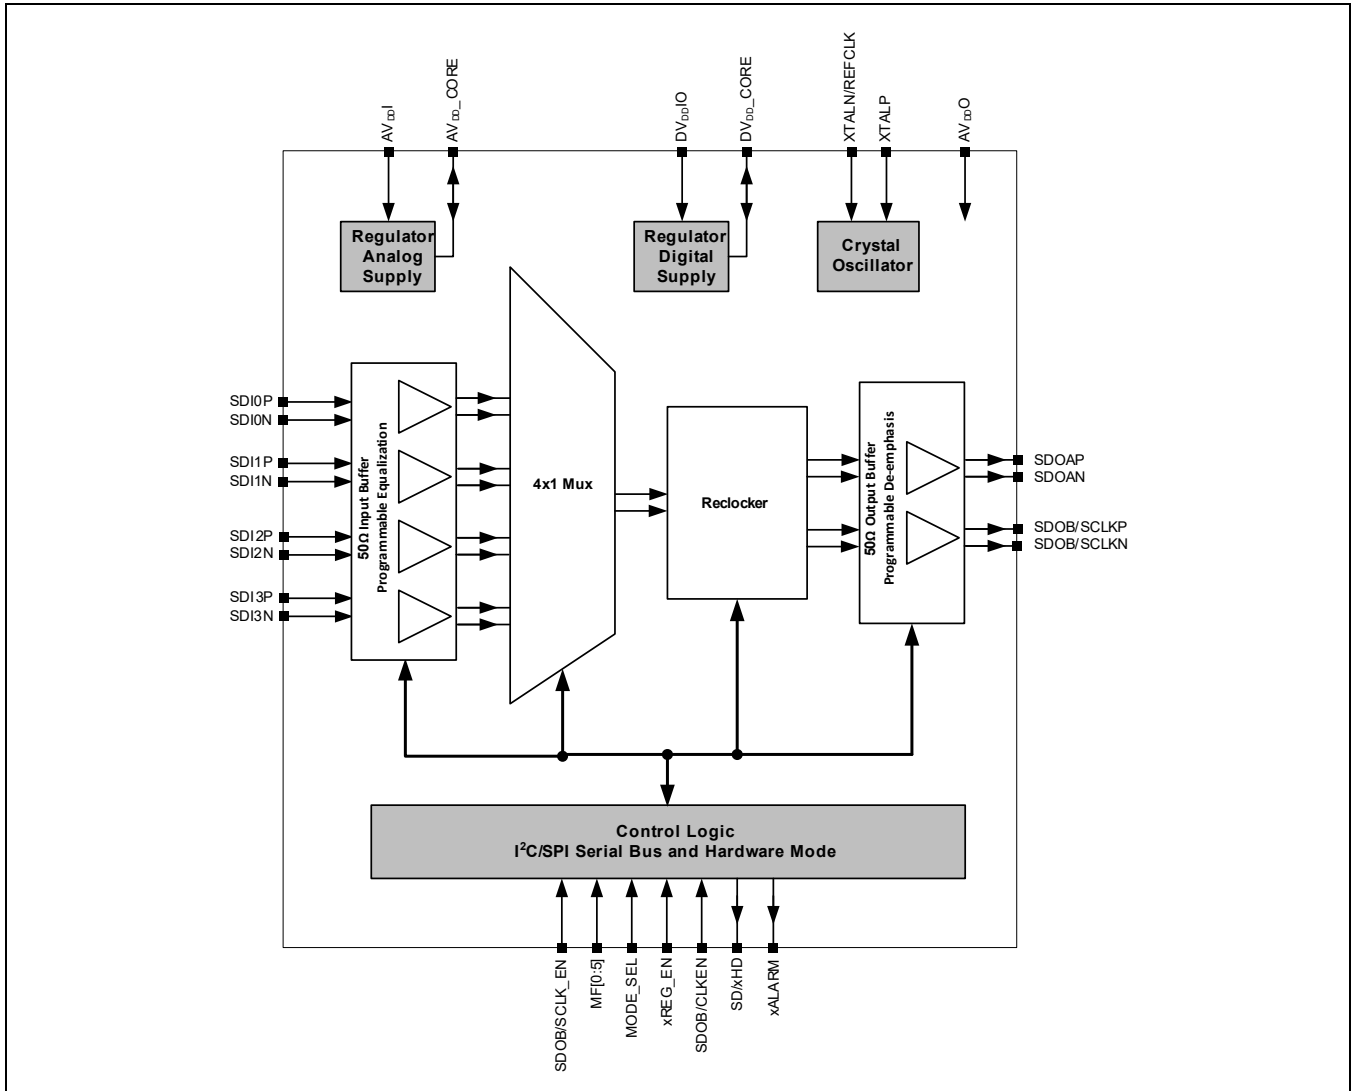 AVDDI
AVDD_CORE
DVDDIO
DVDD_CORE
XTALN/REFCLK
XTALP
AVDDO
Regulator
Analog
Supply
Regulator
Digital
Supply
Crystal
Oscillator
SDI0P
SDI0N
SDI1P
SDI1N
SDI2P
SDI2N
SDI3P
SDI3N
50Ω Input Buffer
Programmable Equalization
4x1 Mux
Reclocker
50Ω Output Buffer
Programmable De-emphasis
SDOAP
SDOAN
SDOB/SCLKP
SDOB/SCLKN
Control Logic
I²C/SPI Serial Bus and Hardware Mode
SDOB/SCLK_EN
MF[0:5]
MODE_SEL
xREG_EN
SDOB/CLKEN
SD/xHD
xALARM